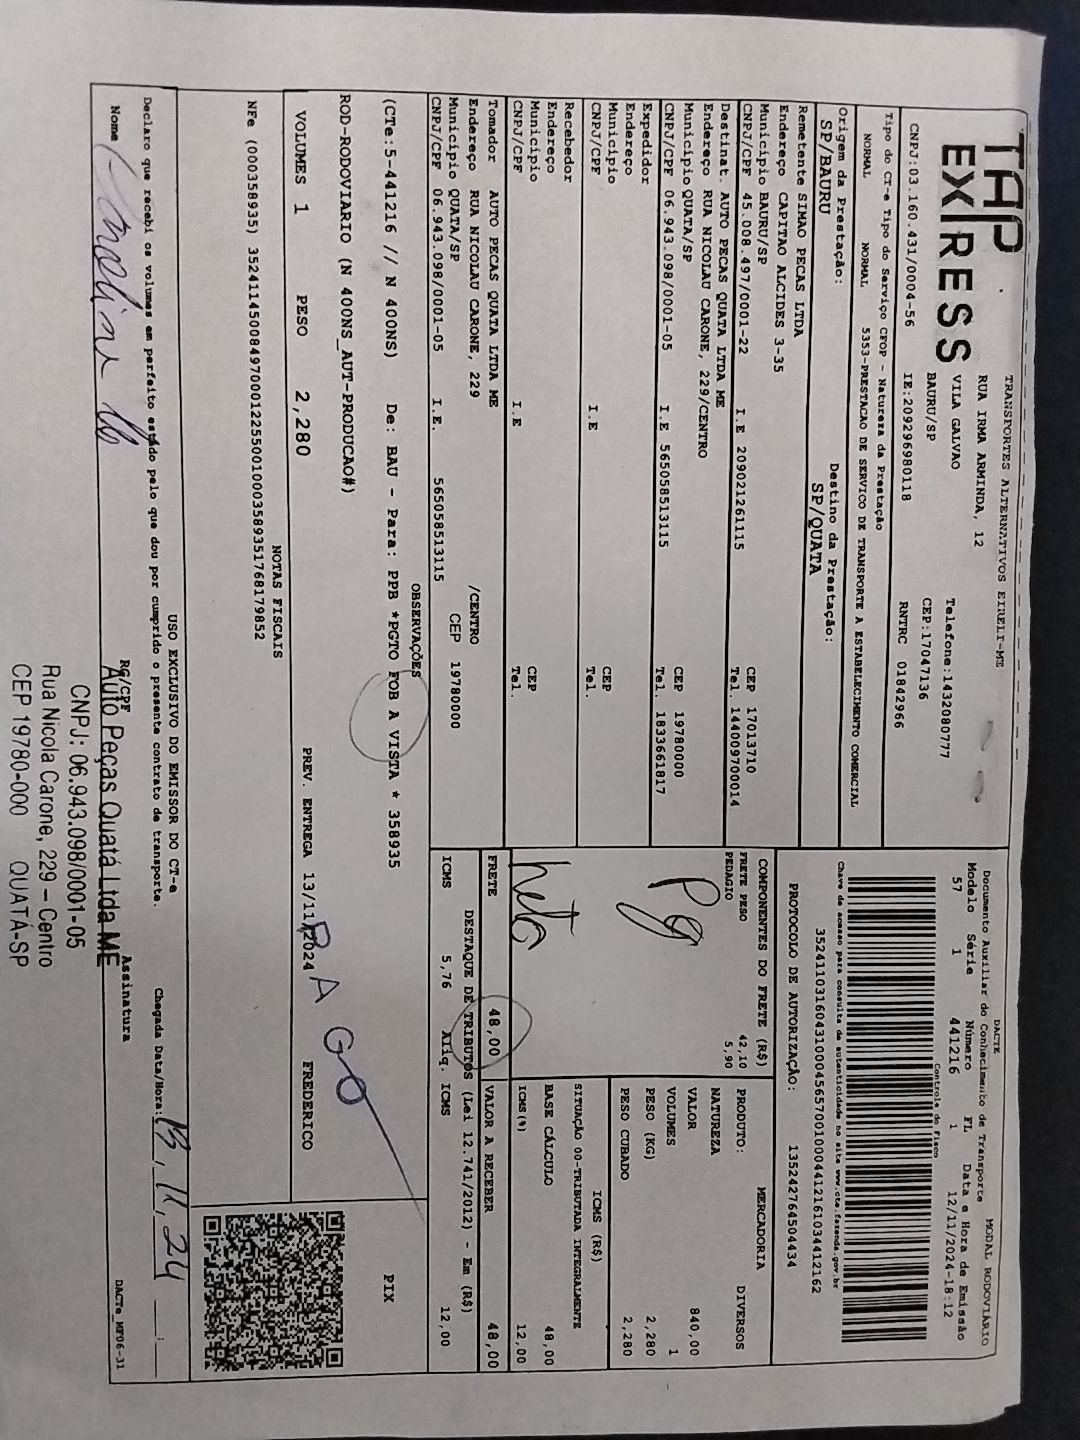 TAP
EXPRESS
TRANSPORTES ALTERNATIVOS EIRELI-ME
RUA IRMA ARMINDA, 12
VILA GALVAO
BAURU/SP
Telefone:1432080777
CEP:17047136
CNPJ:03.160.431/0004-56 IE:209296980118 RNTRC 01842966
Tipo do CT-e Tipo do Serviço CFOP - Natureza da Prestação
NORMAL NORMAL 5353-PRESTACAO DE SERVICO DE TRANSPORTE A ESTABELECIMENTO COMERCIAL
Origem da Prestação: Destino da Prestação:
SP/BAURU SP/QUATA
Remetente SIMAO PECAS LTDA
Endereço CAPITAO ALCIDES 3-35
Município BAURU/SP CEP 17013710
CNPJ/CPF 45.008.497/0001-22 I.E 209021261115 Tel. 144009700014
Destinat. AUTO PECAS QUATA LTDA ME
Endereço RUA NICOLAU CARONE, 229/CENTRO
Município QUATA/SP CEP 19780000
CNPJ/CPF 06.943.098/0001-05 I.E 565058513115 Tel. 1833661817
Expedidor
Endereço
Município CEP
CNPJ/CPF I.E Tel.
Recebedor
Endereço
Município CEP
CNPJ/CPF I.E Tel.
Tomador AUTO PECAS QUATA LTDA ME
Endereço RUA NICOLAU CARONE, 229 /CENTRO
Município QUATA/SP CEP 19780000
CNPJ/CPF 06.943.098/0001-05 I.E. 565058513115
DACTE MODAL RODOVIÁRIO
Documento Auxiliar do Conhecimento de Transporte
Modelo Série Número FL Data e Hora de Emissão
57 1 441216 1 12/11/2024-18:12
Controle do Fisco
Chave de acesso para consulta de autenticidade no site www.cte.fazenda.gov.br
35241103160431000456570010004412161034412162
PROTOCOLO DE AUTORIZAÇÃO: 135242764504434
COMPONENTES DO FRETE (R$)
FRETE PESO 42,10
PEDAGIO 5,90
Pg
neto
PRODUTO: MERCADORIA DIVERSOS
NATUREZA
VALOR 840,00
VOLUMES 1
PESO (KG) 2,280
PESO CUBADO 2,280
ICMS (R$)
SITUAÇÃO 00-TRIBUTADA INTEGRALMENTE
BASE CÁLCULO 48,00
ICMS(%) 12,00
FRETE 48,00 VALOR A RECEBER 48,00
DESTAQUE DE TRIBUTOS (Lei 12.741/2012) - Em (R$)
ICMS 5,76 Aliq. ICMS 12,00
OBSERVAÇÕES
(CTe:5-441216 // N 400NS) De: BAU - Para: PPB *PGTO FOB A VISTA * 358935
ROD-RODOVIARIO (N 400NS_AUT-PRODUCAO#)
PIX
PAGO
VOLUMES 1 PESO 2,280 PREV. ENTREGA 13/11/2024 FREDERICO
NOTAS FISCAIS
NFe (000358935) 35241145008497000122550010003589351768179852
USO EXCLUSIVO DO EMISSOR DO CT-e
Declaro que recebi os volumes em perfeito estado pelo que dou por cumprido o presente contrato de transporte. Chegada Data/Hora: 13, 11, 24 :
Nome RG/CPF Assinatura DACTe_MF06-31
Auto Peças Quatá Ltda ME
CNPJ: 06.943.098/0001-05
Rua Nicola Carone, 229 – Centro
CEP 19780-000 QUATÁ-SP